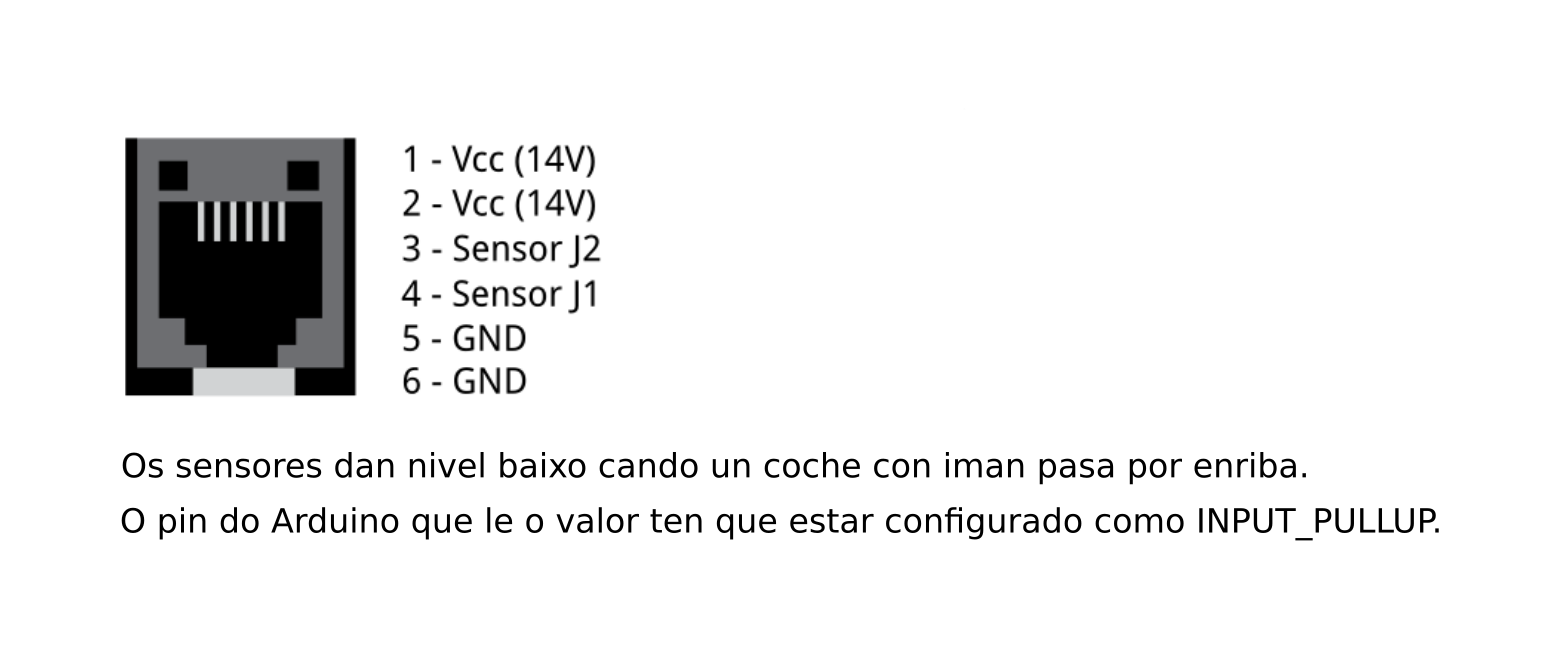 1 - Vcc (14V)
2 - Vcc (14V)
3 - Sensor J2
4 - Sensor J1
5 - GND
6 - GND
Os sensores dan nivel baixo cando un coche con iman pasa por enriba.
O pin do Arduino que le o valor ten que estar configurado como INPUT_PULLUP.